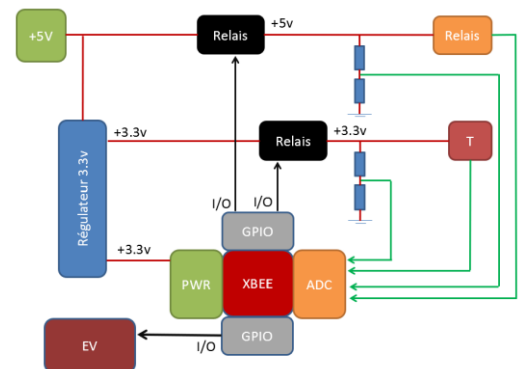 +5V
Relais
+5v
Relais
Régulateur 3.3v
+3.3v
Relais
+3.3v
T
I/O
I/O
GPIO
+3.3v
PWR
XBEE
ADC
GPIO
I/O
EV